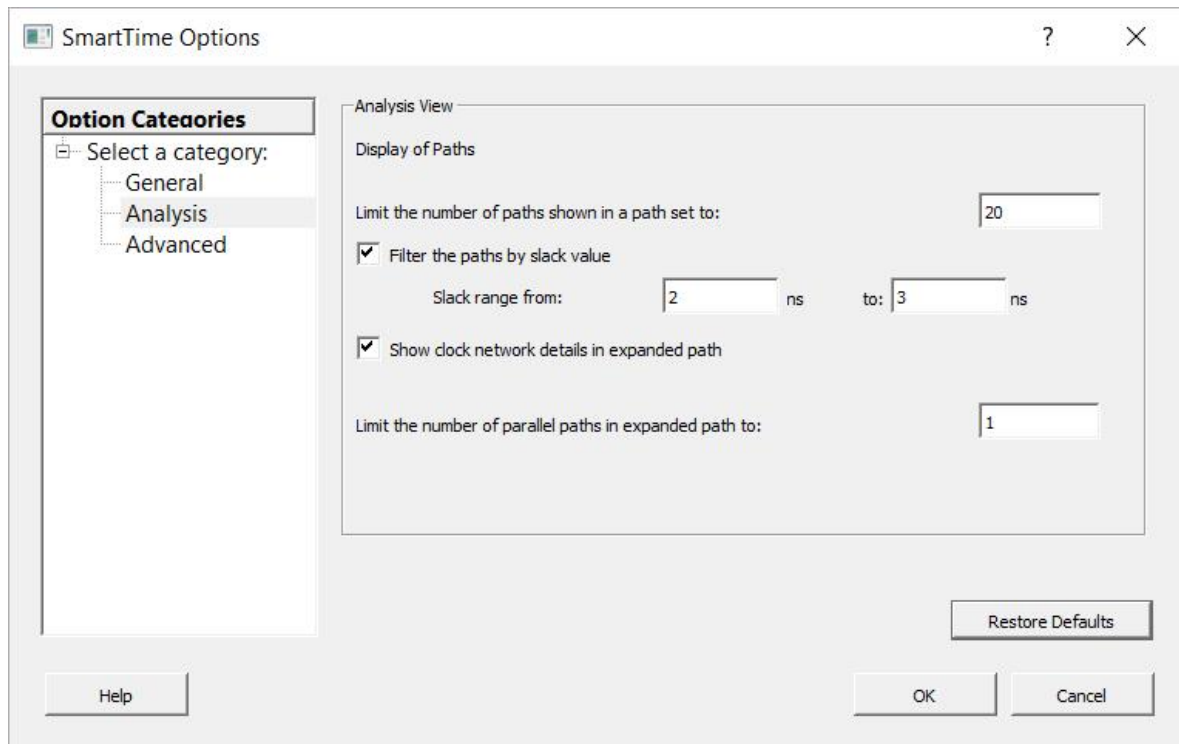 SmartTime Options
?
Option Categories
Select a category:
General
Analysis
Advanced
Analysis View
Display of Paths
Limit the number of paths shown in a path set to: 20
Filter the paths by slack value
Slack range from: 2 ns to: 3 ns
Show clock network details in expanded path
Limit the number of parallel paths in expanded path to: 1
Restore Defaults
Help OK Cancel